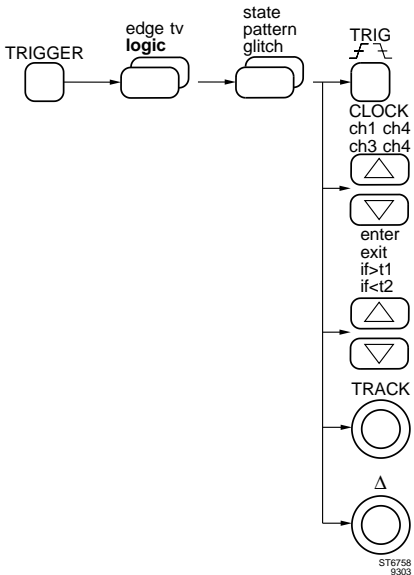 TRIGGER
edge tv
logic
state
pattern
glitch
TRIG
CLOCK
ch1 ch4
ch3 ch4
enter
exit
if>t1
if<t2
TRACK
Δ
ST6758
9303